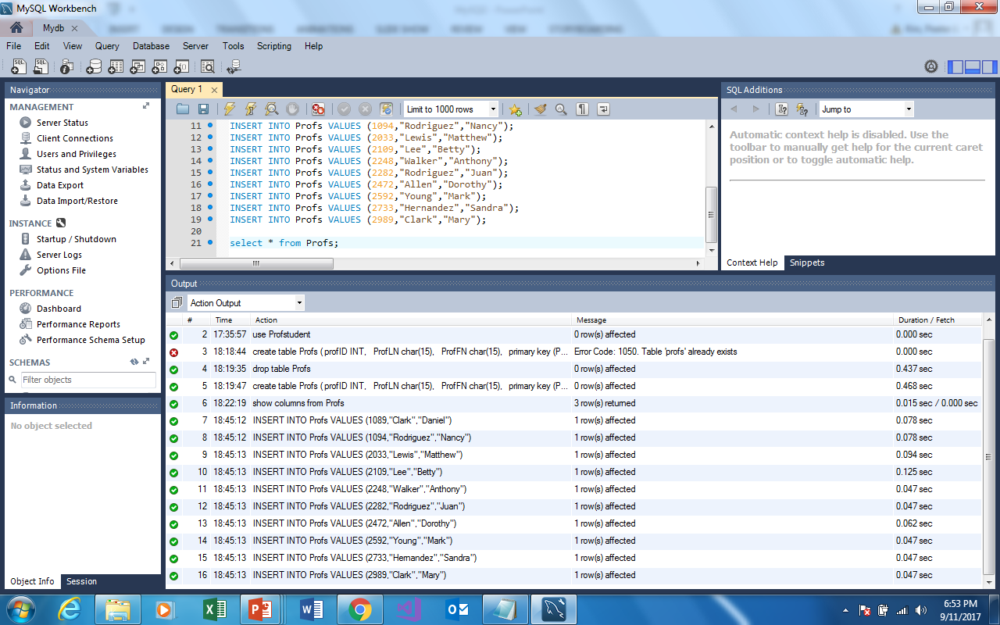 MySQL Workbench
Mydb
File Edit View Query Database Server Tools Scripting Help
Navigator
MANAGEMENT
Server Status
Client Connections
Users and Privileges
Status and System Variables
Data Export
Data Import/Restore
INSTANCE
Startup / Shutdown
Server Logs
Options File
PERFORMANCE
Dashboard
Performance Reports
Performance Schema Setup
SCHEMAS
Filter objects
Information
No object selected
Object Info Session
Query 1
Limit to 1000 rows
11 INSERT INTO Profs VALUES (1094,"Rodriguez","Nancy");
12 INSERT INTO Profs VALUES (2033,"Lewis","Matthew");
13 INSERT INTO Profs VALUES (2109,"Lee","Betty");
14 INSERT INTO Profs VALUES (2248,"Walker","Anthony");
15 INSERT INTO Profs VALUES (2282,"Rodriguez","Juan");
16 INSERT INTO Profs VALUES (2472,"Allen","Dorothy");
17 INSERT INTO Profs VALUES (2592,"Young","Mark");
18 INSERT INTO Profs VALUES (2733,"Hernandez","Sandra");
19 INSERT INTO Profs VALUES (2989,"Clark","Mary");
20
21 select * from Profs;
SQL Additions
Jump to
Automatic context help is disabled. Use the
toolbar to manually get help for the current caret
position or to toggle automatic help.
Context Help Snippets
Output
Action Output
# Time Action Message Duration / Fetch
2 17:35:57 use Profstudent 0 row(s) affected 0.000 sec
3 18:18:44 create table Profs ( profID INT, ProfLN char(15), ProfFN char(15), primary key (P... Error Code: 1050. Table 'profs' already exists 0.000 sec
4 18:19:35 drop table Profs 0 row(s) affected 0.437 sec
5 18:19:47 create table Profs ( profID INT, ProfLN char(15), ProfFN char(15), primary key (P... 0 row(s) affected 0.468 sec
6 18:22:19 show columns from Profs 3 row(s) returned 0.015 sec / 0.000 sec
7 18:45:12 INSERT INTO Profs VALUES (1089,"Clark","Daniel") 1 row(s) affected 0.078 sec
8 18:45:12 INSERT INTO Profs VALUES (1094,"Rodriguez","Nancy") 1 row(s) affected 0.078 sec
9 18:45:13 INSERT INTO Profs VALUES (2033,"Lewis","Matthew") 1 row(s) affected 0.094 sec
10 18:45:13 INSERT INTO Profs VALUES (2109,"Lee","Betty") 1 row(s) affected 0.125 sec
11 18:45:13 INSERT INTO Profs VALUES (2248,"Walker","Anthony") 1 row(s) affected 0.047 sec
12 18:45:13 INSERT INTO Profs VALUES (2282,"Rodriguez","Juan") 1 row(s) affected 0.047 sec
13 18:45:13 INSERT INTO Profs VALUES (2472,"Allen","Dorothy") 1 row(s) affected 0.062 sec
14 18:45:13 INSERT INTO Profs VALUES (2592,"Young","Mark") 1 row(s) affected 0.047 sec
15 18:45:13 INSERT INTO Profs VALUES (2733,"Hernandez","Sandra") 1 row(s) affected 0.047 sec
16 18:45:13 INSERT INTO Profs VALUES (2989,"Clark","Mary") 1 row(s) affected 0.047 sec
6:53 PM
9/11/2017